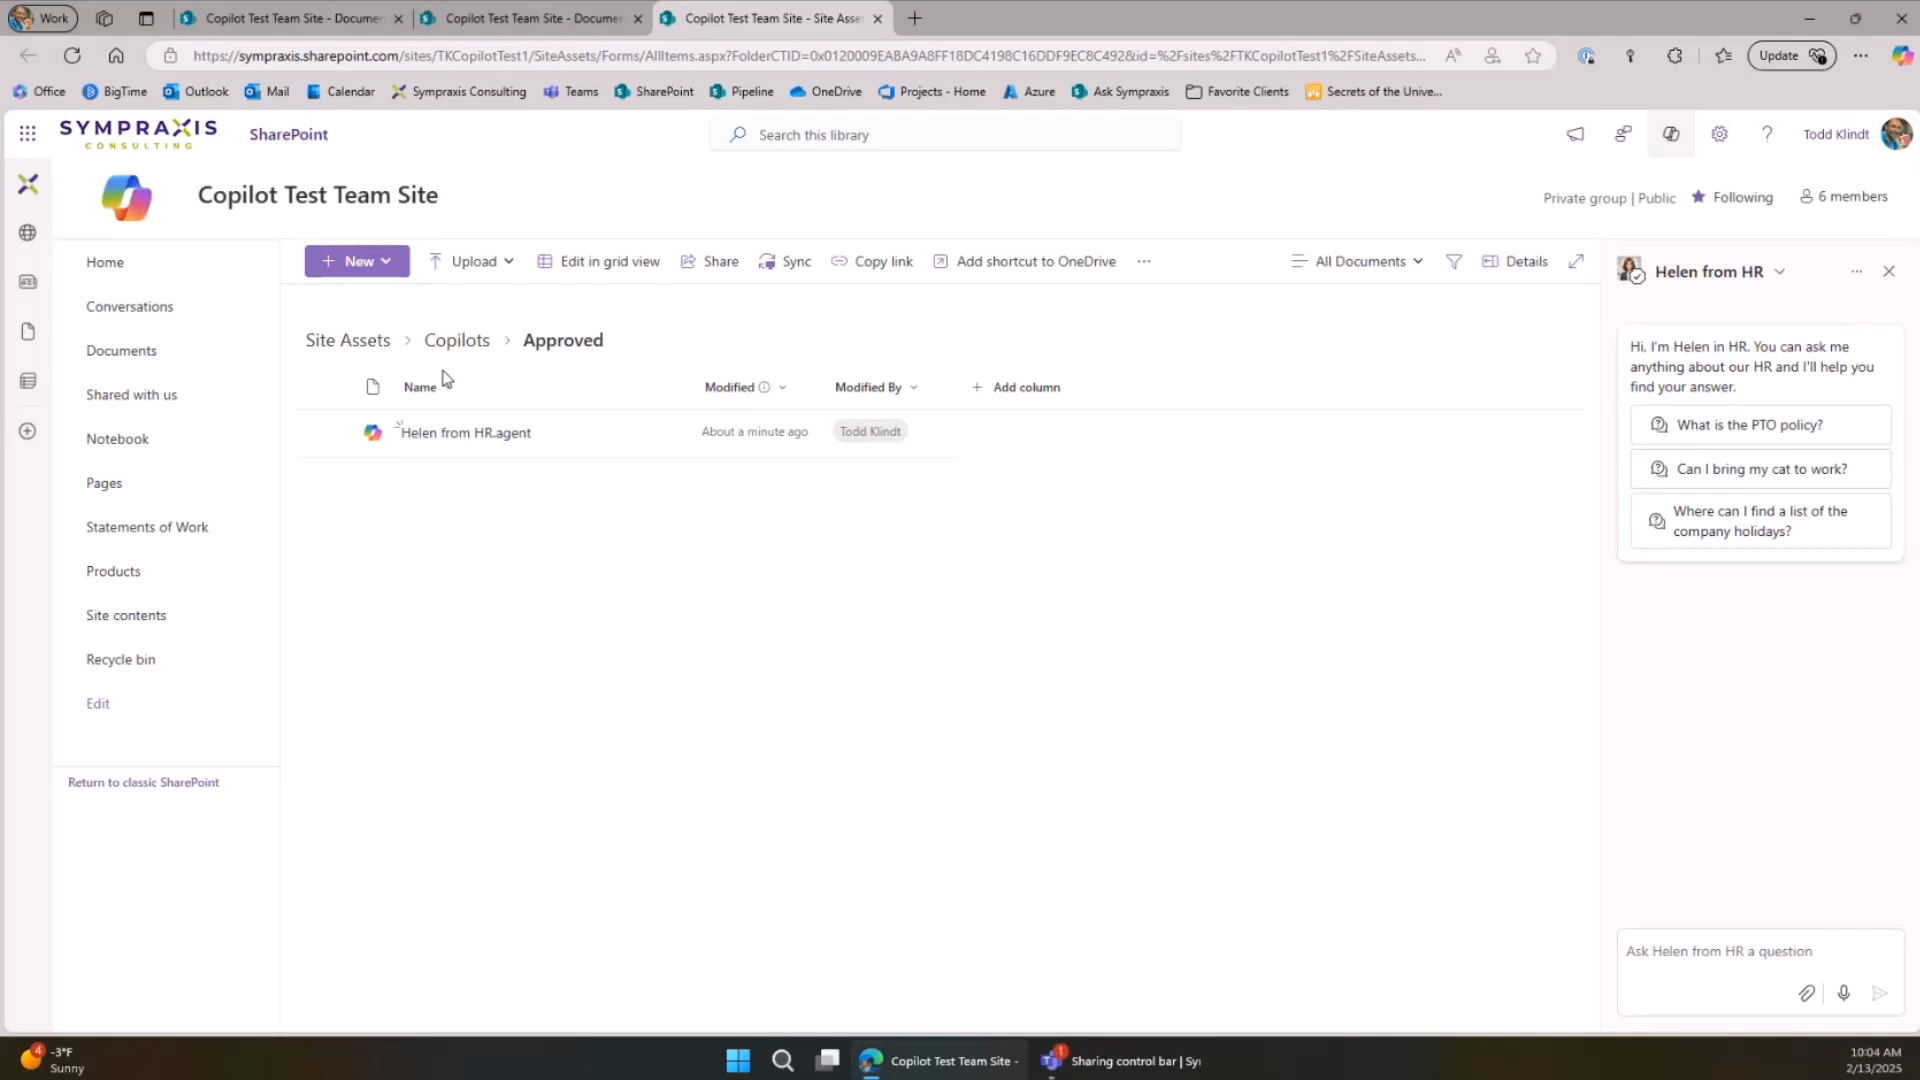 Work
Copilot Test Team Site - Documen
Copilot Test Team Site - Documen
Copilot Test Team Site - Site Asse
https://sympraxis.sharepoint.com/sites/TKCopilotTest1/SiteAssets/Forms/AllItems.aspx?FolderCTID=0x0120009EABA9A8FF18DC4198C16DDF9EC8C492&id=%2Fsites%2FTKCopilotTest1%2FSiteAssets...
Update
Office
BigTime
Outlook
Mail
Calendar
Sympraxis Consulting
Teams
SharePoint
Pipeline
OneDrive
Projects - Home
Azure
Ask Sympraxis
Favorite Clients
Secrets of the Unive...
SYMPRAXIS
CONSULTING
SharePoint
Search this library
Todd Klindt
Copilot Test Team Site
Private group | Public
Following
6 members
Home
Conversations
Documents
Shared with us
Notebook
Pages
Statements of Work
Products
Site contents
Recycle bin
Edit
Return to classic SharePoint
New
Upload
Edit in grid view
Share
Sync
Copy link
Add shortcut to OneDrive
All Documents
Details
Site Assets > Copilots > Approved
Name
Modified
Modified By
Add column
Helen from HR.agent
About a minute ago
Todd Klindt
Helen from HR
Hi, I'm Helen in HR. You can ask me
anything about our HR and I'll help you
find your answer.
What is the PTO policy?
Can I bring my cat to work?
Where can I find a list of the
company holidays?
Ask Helen from HR a question
4
-3°F
Sunny
Copilot Test Team Site -
1
Sharing control bar | Syı
10:04 AM
2/13/2025